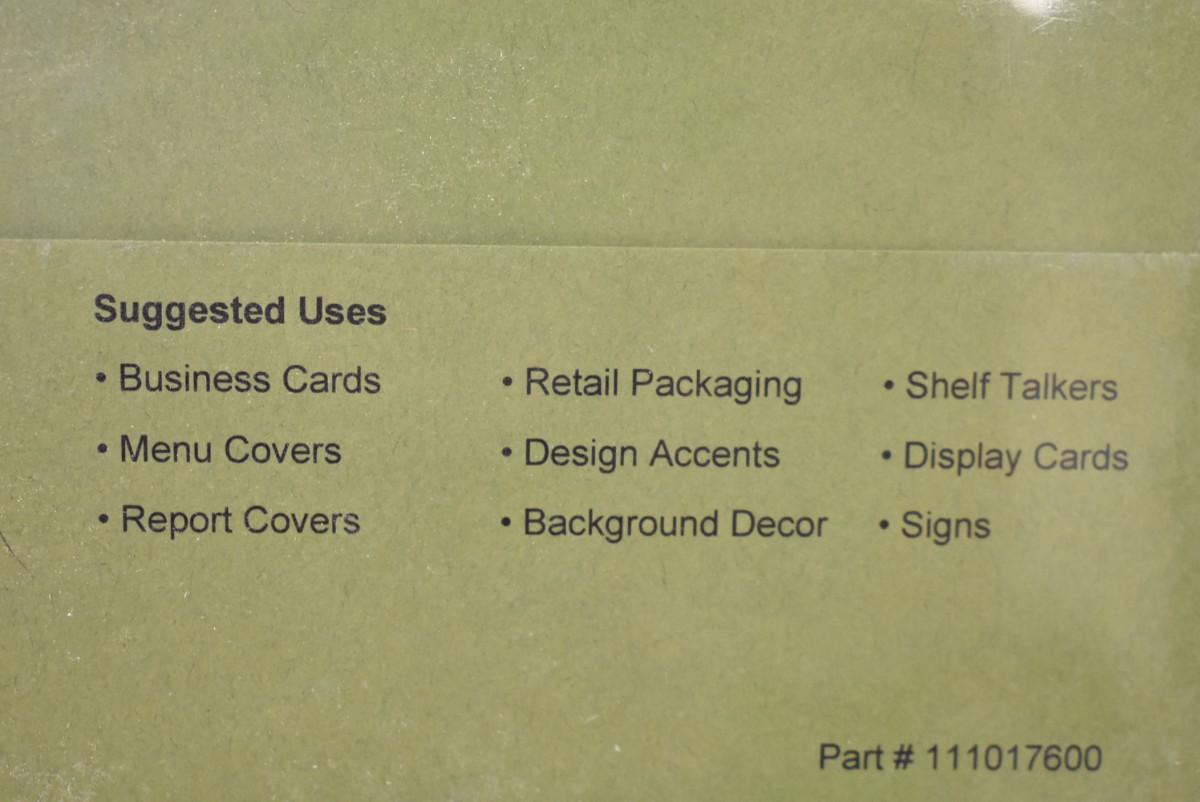 Suggested Uses
• Business Cards • Retail Packaging • Shelf Talkers
• Menu Covers • Design Accents • Display Cards
• Report Covers • Background Decor • Signs
Part # 111017600